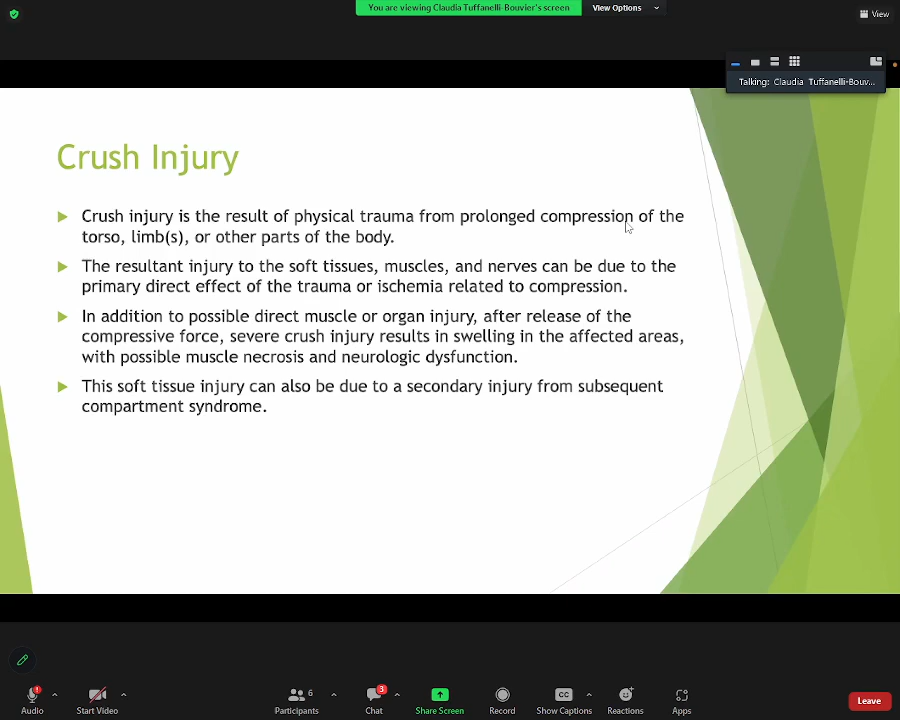 You are viewing Claudia Tuffanelli-Bouvier's screen
View Options
View
Talking: Claudia Tuffanelli-Bouv...
Crush Injury
Crush injury is the result of physical trauma from prolonged compression of the
torso, limb(s), or other parts of the body.
The resultant injury to the soft tissues, muscles, and nerves can be due to the
primary direct effect of the trauma or ischemia related to compression.
In addition to possible direct muscle or organ injury, after release of the
compressive force, severe crush injury results in swelling in the affected areas,
with possible muscle necrosis and neurologic dysfunction.
This soft tissue injury can also be due to a secondary injury from subsequent
compartment syndrome.
6
3
CC
Audio
Start Video
Participants
Chat
Share Screen
Record
Show Captions
Reactions
Apps
Leave